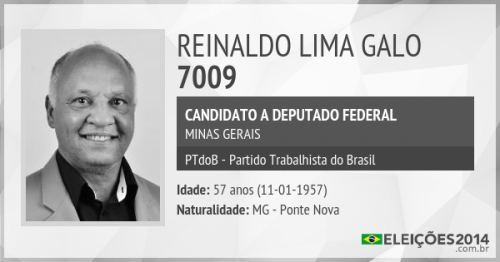 REINALDO LIMA GALO
7009
CANDIDATO A DEPUTADO FEDERAL
MINAS GERAIS
PTdoB - Partido Trabalhista do Brasil
Idade: 57 anos (11-01-1957)
Naturalidade: MG - Ponte Nova
ELEIÇÕES2014
.com.br